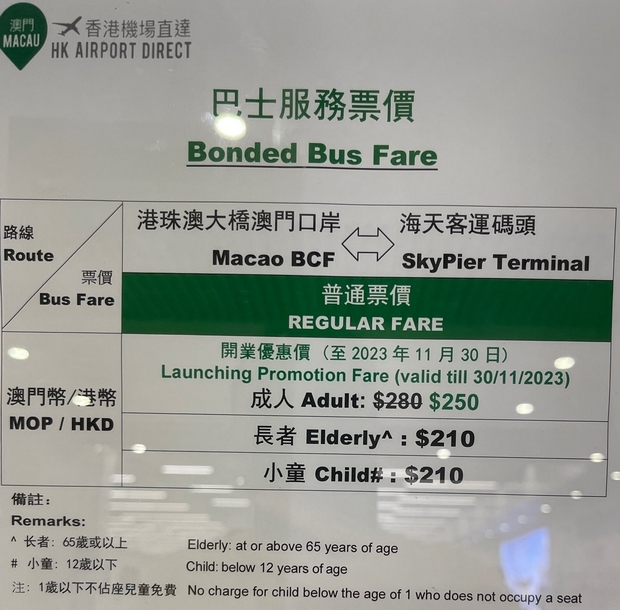 澳門
MACAU
香港機場直達
HK AIRPORT DIRECT
巴士服務票價
Bonded Bus Fare
路線
Route
票價
Bus Fare
港珠澳大橋澳門口岸 海天客運碼頭
Macao BCF SkyPier Terminal
普通票價
REGULAR FARE
澳門幣/港幣
MOP / HKD
開業優惠價（至 2023 年 11 月 30 日）
Launching Promotion Fare (valid till 30/11/2023)
成人 Adult: $280 $250
長者 Elderly^ : $210
小童 Child# : $210
備註:
Remarks:
^ 长者: 65歲或以上 Elderly: at or above 65 years of age
# 小童: 12歲以下 Child: below 12 years of age
注: 1歲以下不佔座兒童免費 No charge for child below the age of 1 who does not occupy a seat